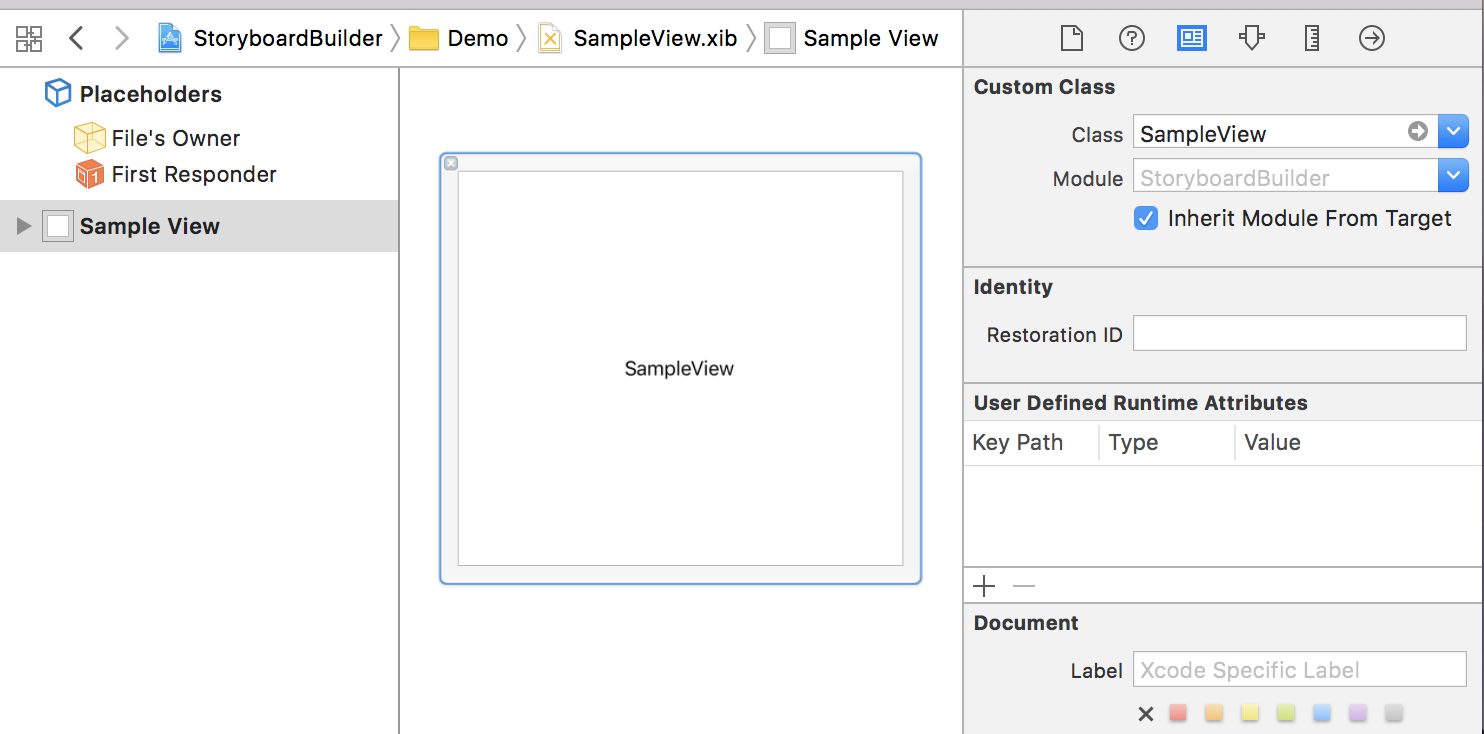 StoryboardBuilder Demo SampleView.xib Sample View
Placeholders
File's Owner
First Responder
1
Sample View
SampleView
Custom Class
Class SampleView
Module StoryboardBuilder
Inherit Module From Target
Identity
Restoration ID
User Defined Runtime Attributes
Key Path Type Value
Document
Label Xcode Specific Label